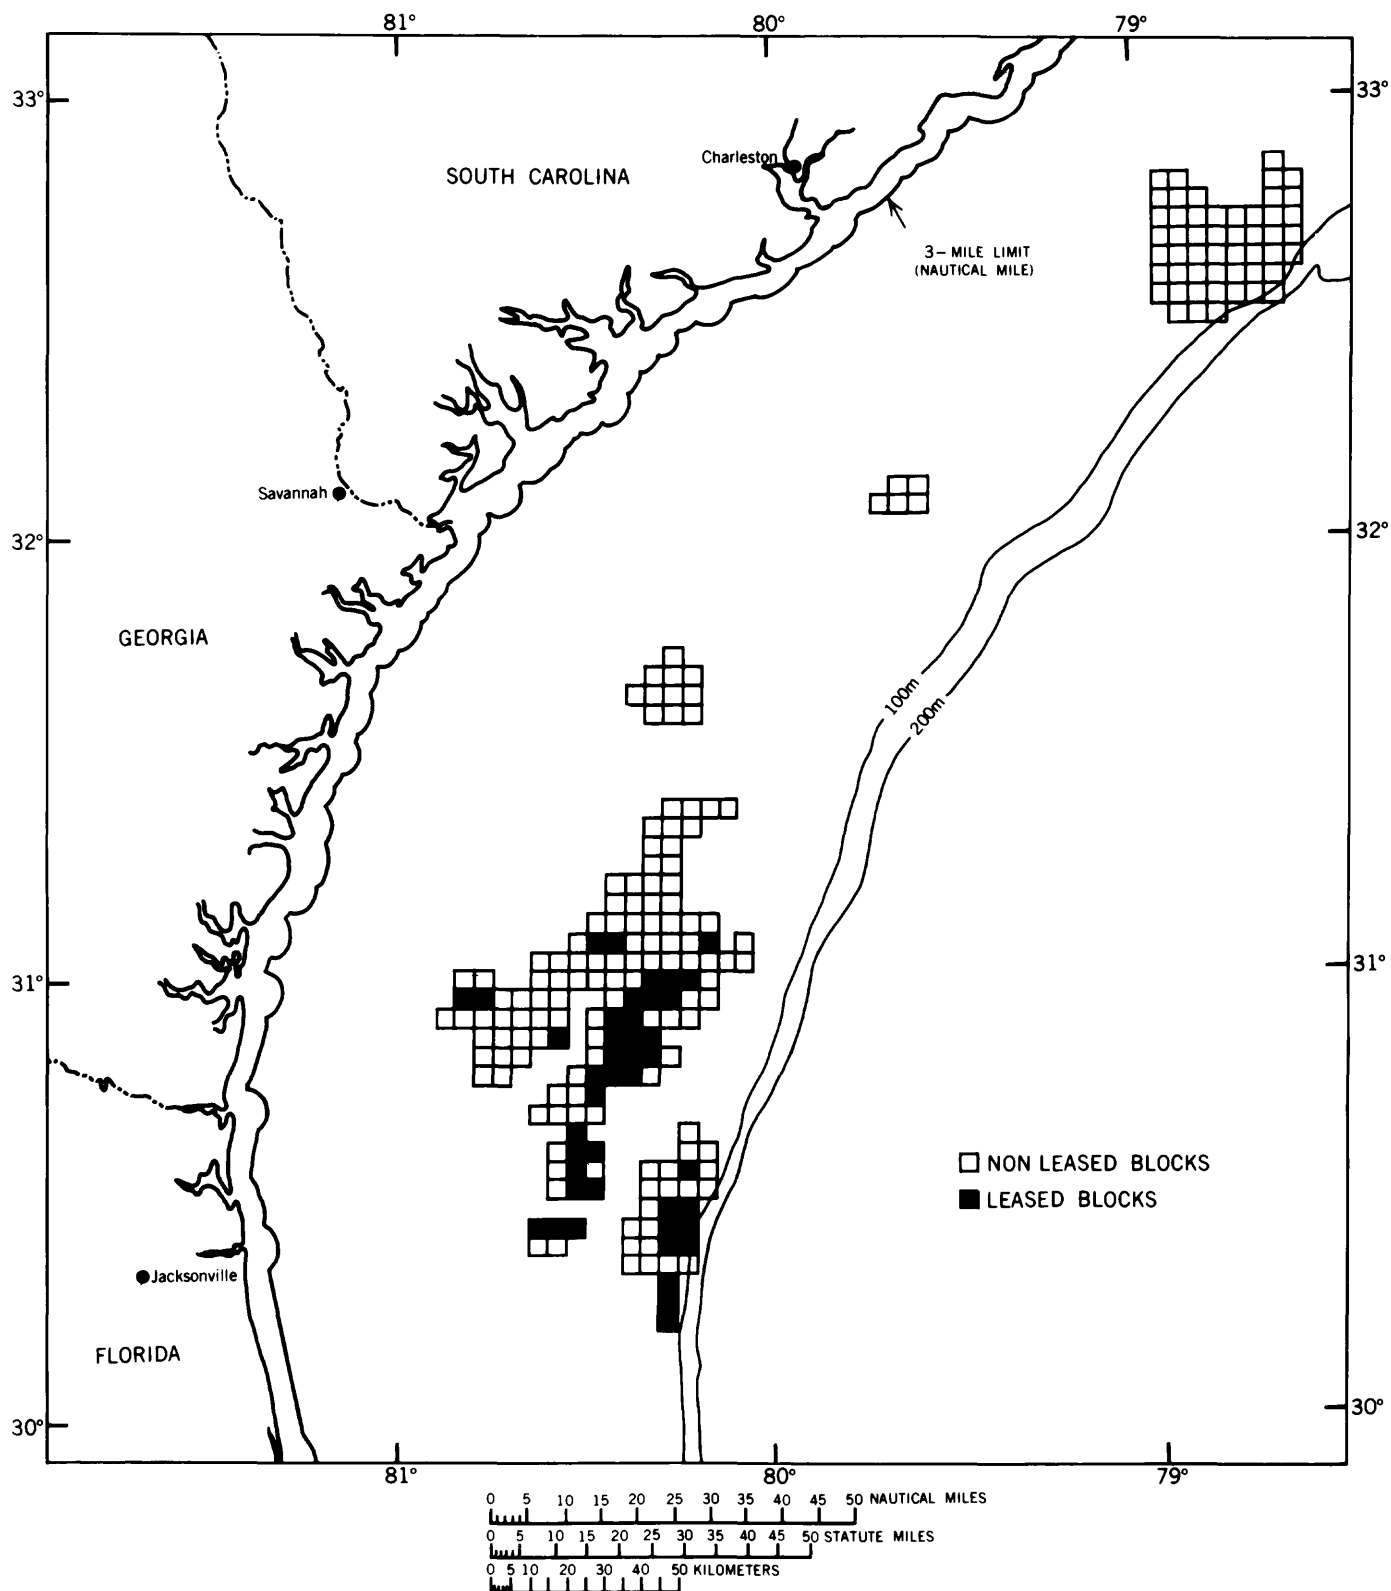 81°
80°
79°
33°
33°
Charleston
SOUTH CAROLINA
3-MILE LIMIT
(NAUTICAL MILE)
Savannah
32°
32°
GEORGIA
100m
200m
31°
31°
NON LEASED BLOCKS
LEASED BLOCKS
Jacksonville
FLORIDA
30°
30°
81°
80°
79°
0 5 10 15 20 25 30 35 40 45 50 NAUTICAL MILES
0 5 10 15 20 25 30 35 40 45 50 STATUTE MILES
0 5 10 20 30 40 50 KILOMETERS